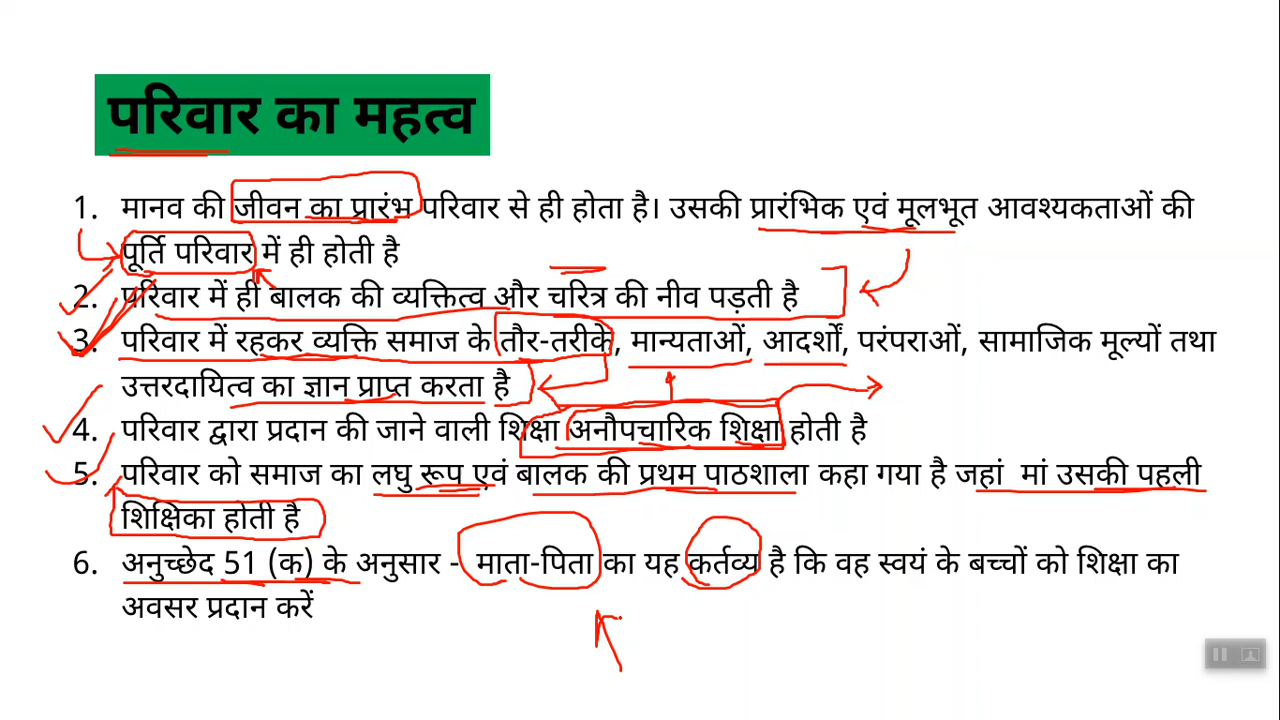 परिवार का महत्व
1. मानव की जीवन का प्रारंभ परिवार से ही होता है। उसकी प्रारंभिक एवं मूलभूत आवश्यकताओं की
पूर्ति परिवार में ही होती है
2. परिवार में ही बालक की व्यक्तित्व और चरित्र की नीव पड़ती है
3. परिवार में रहकर व्यक्ति समाज के तौर-तरीके, मान्यताओं, आदर्शों, परंपराओं, सामाजिक मूल्यों तथा
उत्तरदायित्व का ज्ञान प्राप्त करता है
4. परिवार द्वारा प्रदान की जाने वाली शिक्षा अनौपचारिक शिक्षा होती है
5. परिवार को समाज का लघु रूप एवं बालक की प्रथम पाठशाला कहा गया है जहां मां उसकी पहली
शिक्षिका होती है
6. अनुच्छेद 51 (क) के अनुसार - माता-पिता का यह कर्तव्य है कि वह स्वयं के बच्चों को शिक्षा का
अवसर प्रदान करें